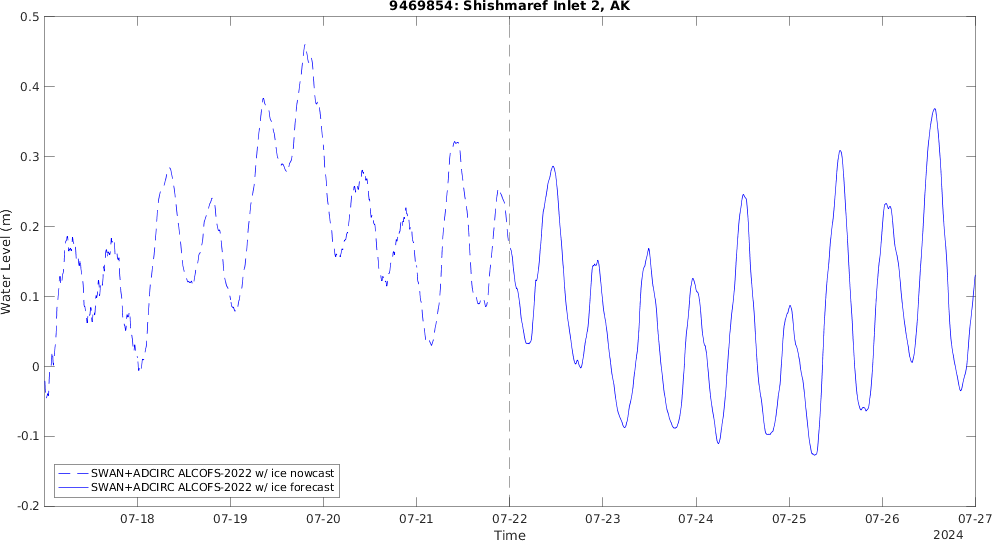 9469854: Shishmaref Inlet 2, AK
0.5
0.4
0.3
0.2
0.1
0
-0.1
-0.2
Water Level (m)
SWAN+ADCIRC ALCOFS-2022 w/ ice nowcast
SWAN+ADCIRC ALCOFS-2022 w/ ice forecast
07-18 07-19 07-20 07-21 07-22 07-23 07-24 07-25 07-26 07-27
Time
2024